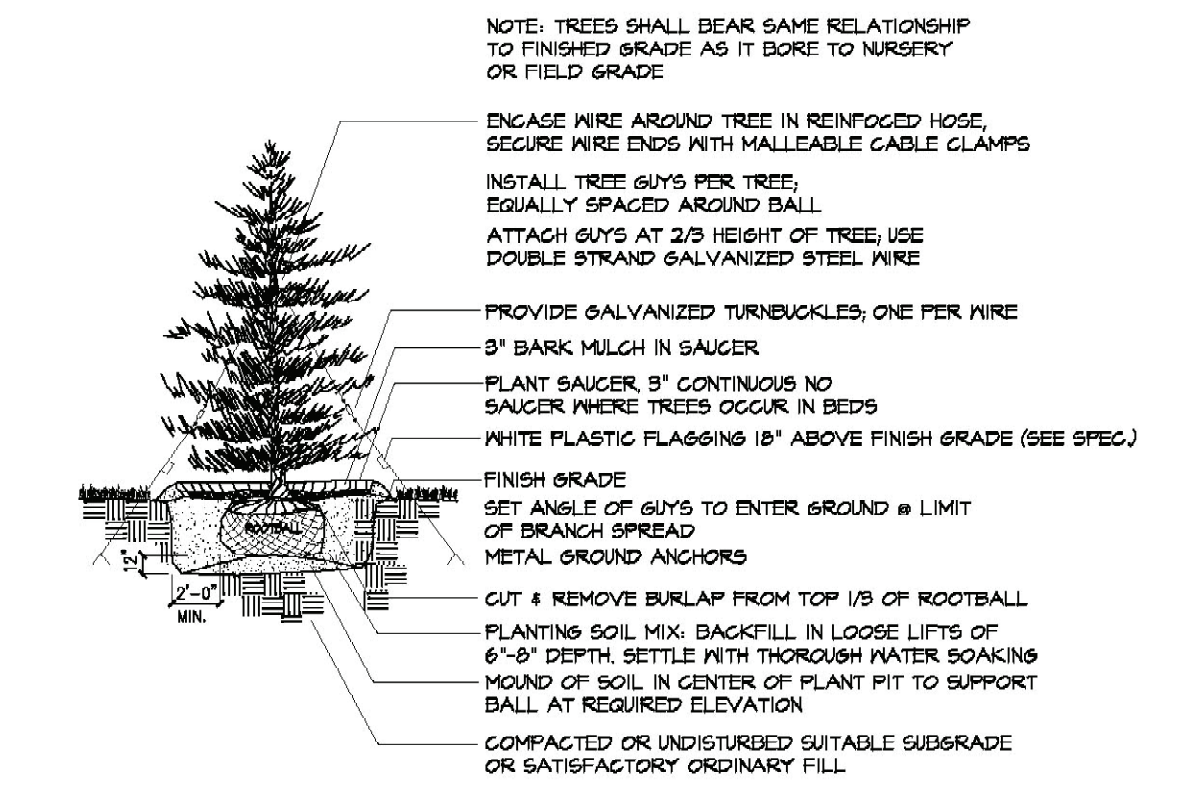 NOTE: TREES SHALL BEAR SAME RELATIONSHIP
TO FINISHED GRADE AS IT BORE TO NURSERY
OR FIELD GRADE
ENCASE WIRE AROUND TREE IN REINFOCED HOSE,
SECURE WIRE ENDS WITH MALLEABLE CABLE CLAMPS
INSTALL TREE GUYS PER TREE;
EQUALLY SPACED AROUND BALL
ATTACH GUYS AT 2/3 HEIGHT OF TREE; USE
DOUBLE STRAND GALVANIZED STEEL WIRE
PROVIDE GALVANIZED TURNBUCKLES; ONE PER WIRE
3" BARK MULCH IN SAUCER
PLANT SAUCER, 3" CONTINUOUS NO
SAUCER WHERE TREES OCCUR IN BEDS
WHITE PLASTIC FLAGGING 18" ABOVE FINISH GRADE (SEE SPEC.)
FINISH GRADE
SET ANGLE OF GUYS TO ENTER GROUND @ LIMIT
OF BRANCH SPREAD
METAL GROUND ANCHORS
CUT & REMOVE BURLAP FROM TOP 1/3 OF ROOTBALL
PLANTING SOIL MIX: BACKFILL IN LOOSE LIFTS OF
6"-8" DEPTH. SETTLE WITH THOROUGH WATER SOAKING
MOUND OF SOIL IN CENTER OF PLANT PIT TO SUPPORT
BALL AT REQUIRED ELEVATION
COMPACTED OR UNDISTURBED SUITABLE SUBGRADE
OR SATISFACTORY ORDINARY FILL
ROOTBALL
12"
2'-0"
MIN.